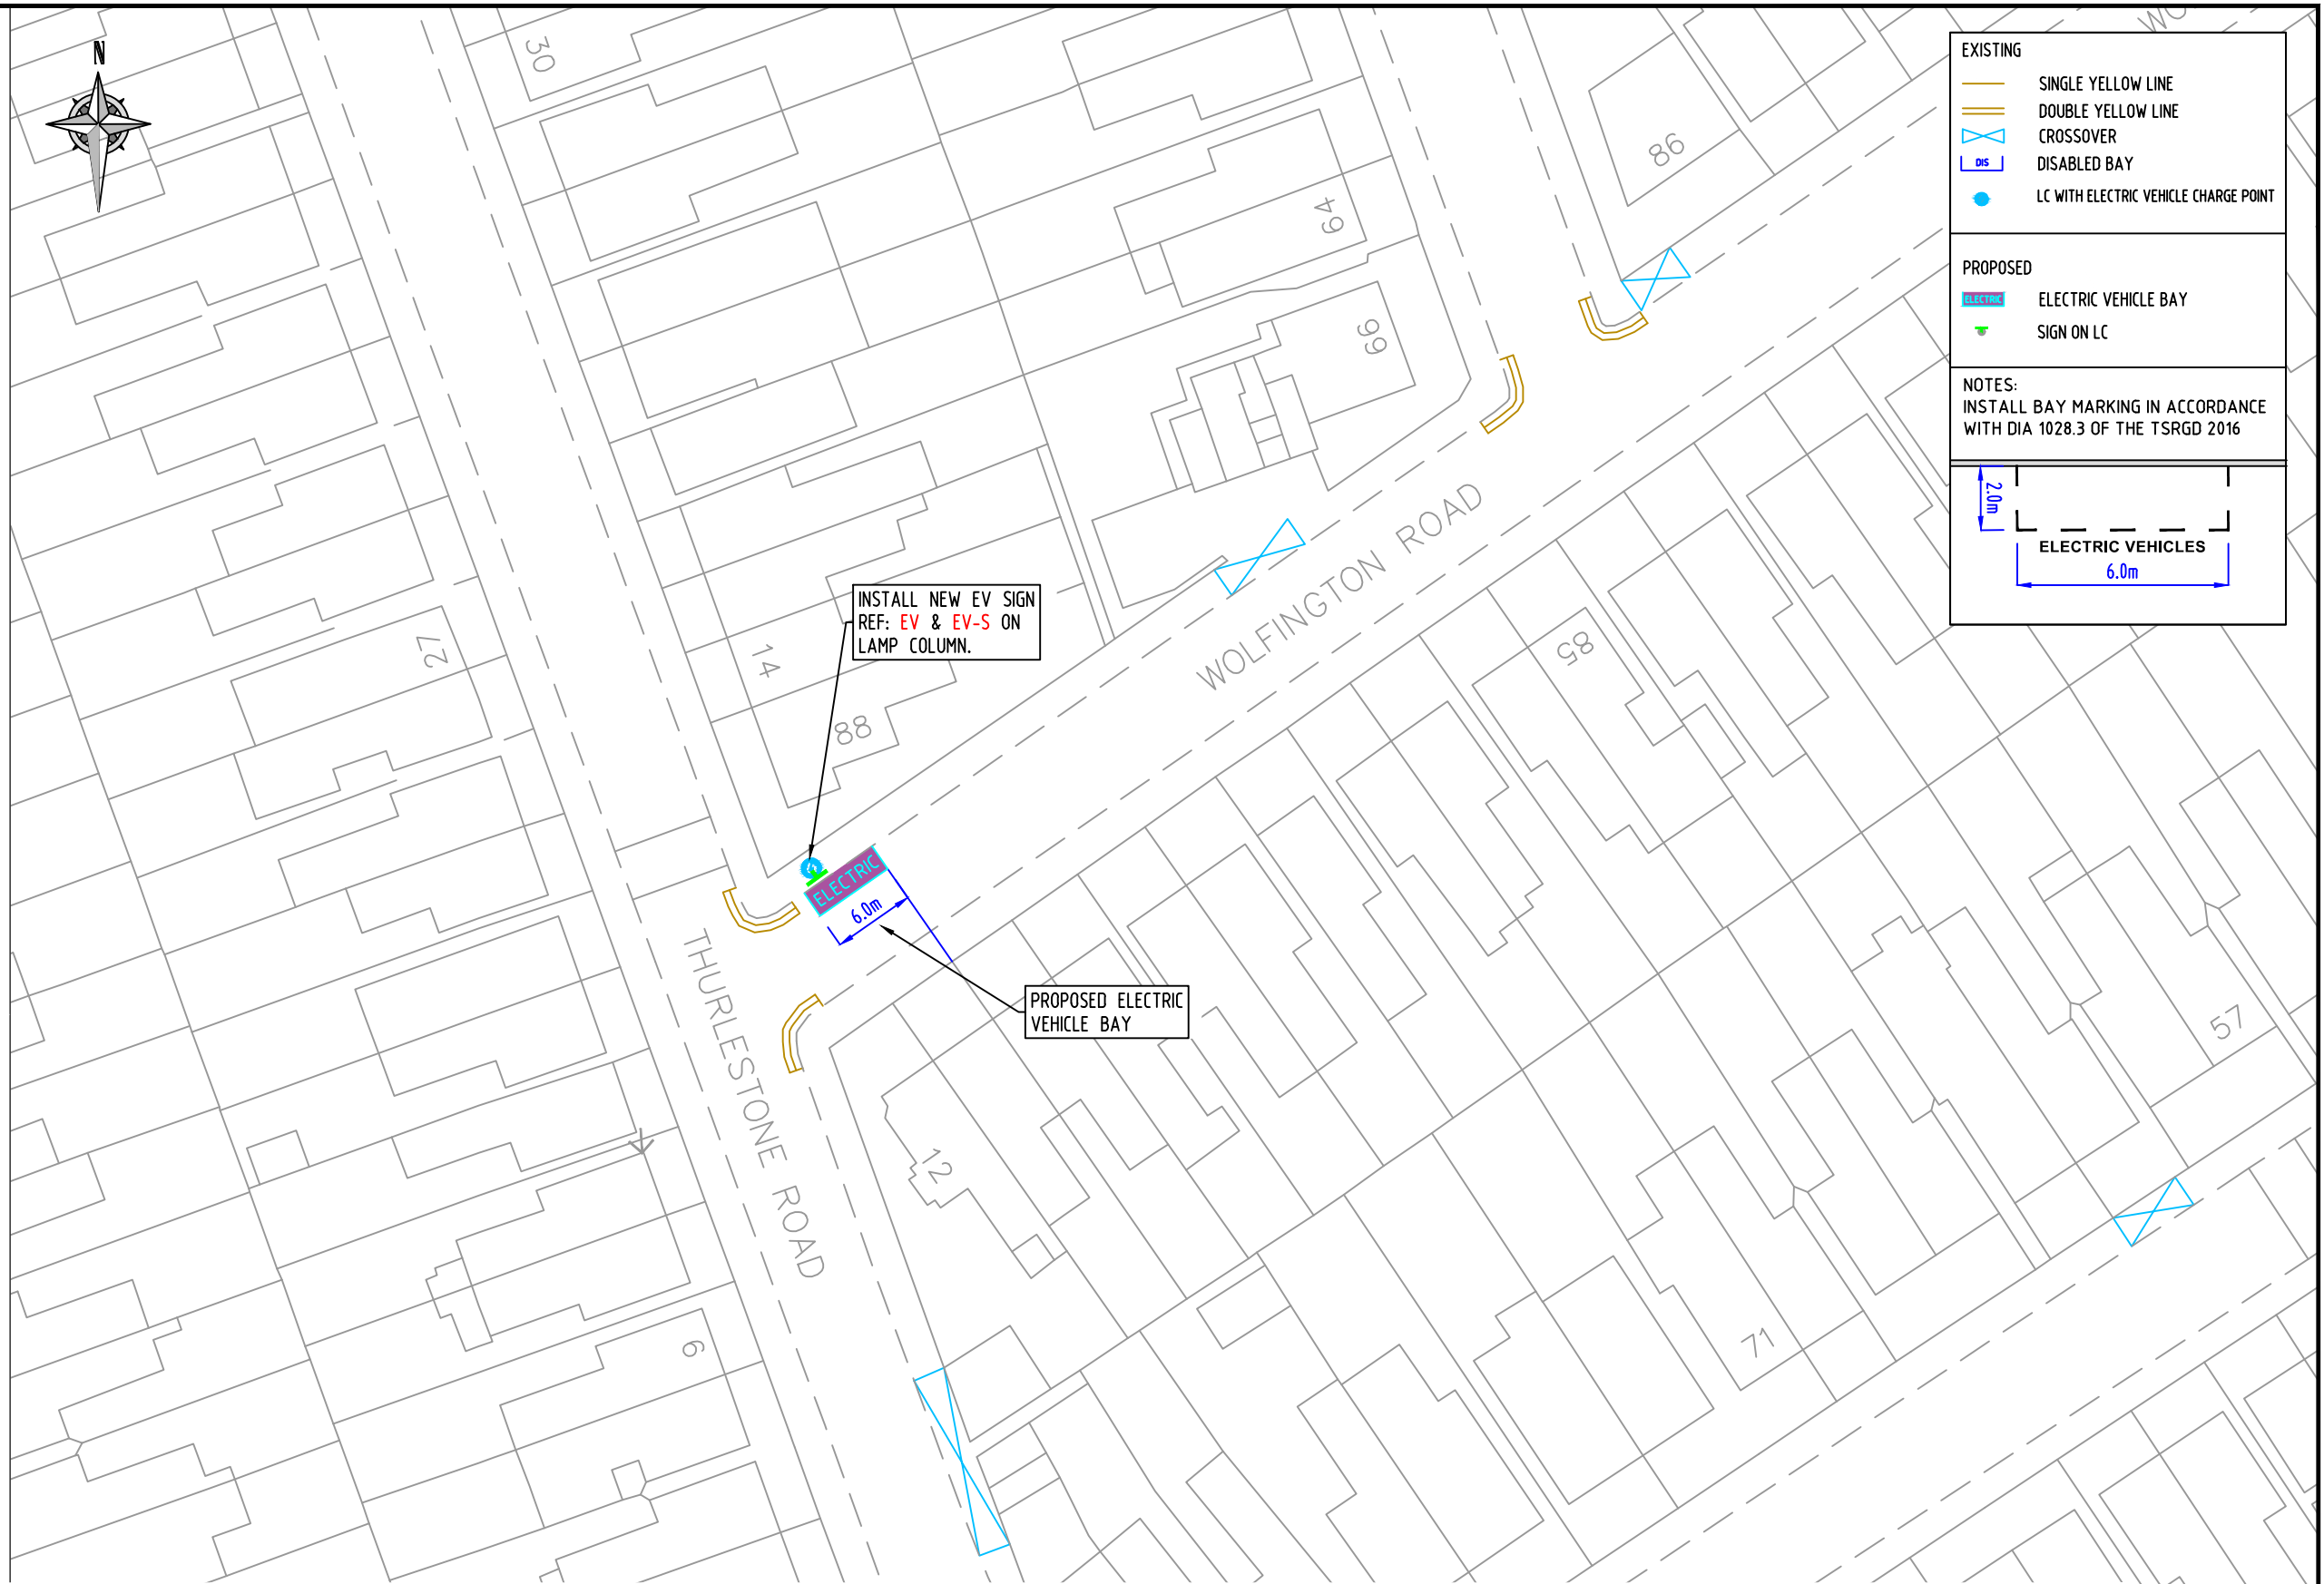 N
30
WO
86
64
66
27
14
88
85
12
57
71
6
WOLFINGTON ROAD
THURLESTONE ROAD
INSTALL NEW EV SIGN
REF: EV & EV-S ON
LAMP COLUMN.
ELECTRIC
6.0m
PROPOSED ELECTRIC
VEHICLE BAY
EXISTING
SINGLE YELLOW LINE
DOUBLE YELLOW LINE
CROSSOVER
DIS
DISABLED BAY
LC WITH ELECTRIC VEHICLE CHARGE POINT
PROPOSED
ELECTRIC
ELECTRIC VEHICLE BAY
SIGN ON LC
NOTES:
INSTALL BAY MARKING IN ACCORDANCE
WITH DIA 1028.3 OF THE TSRGD 2016
2.0m
ELECTRIC VEHICLES
6.0m